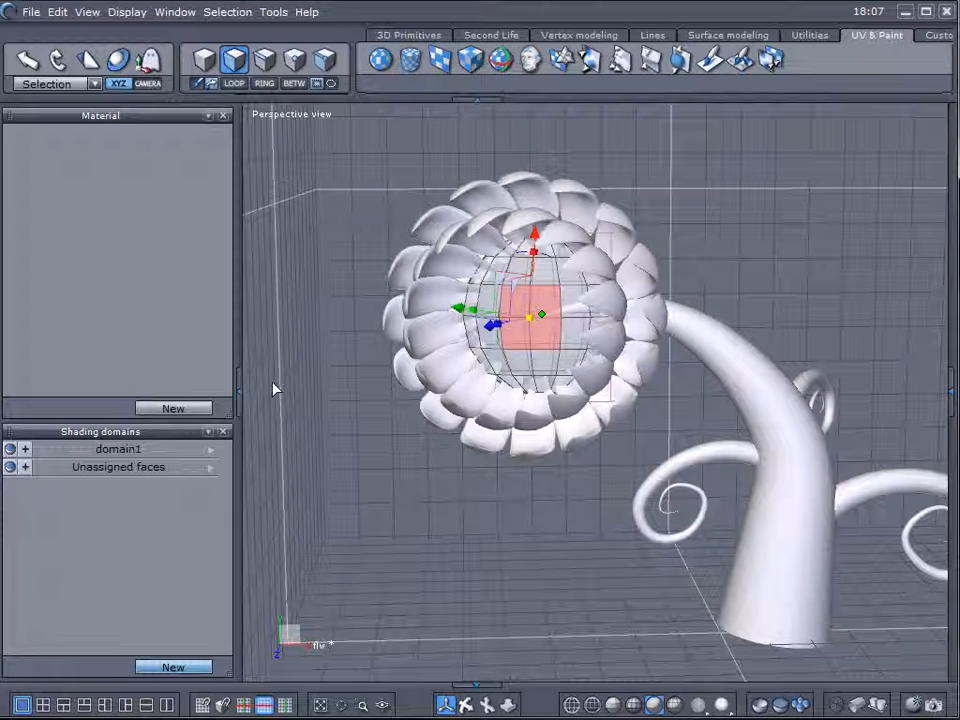 File Edit View Display Window Selection Tools Help 18:07
3D Primitives Second Life Vertex modeling Lines Surface modeling Utilities UV & Paint Custo
Selection XYZ CAMERA LOOP RING BETW
Material
Perspective view
New
Shading domains
domain1
Unassigned faces
New